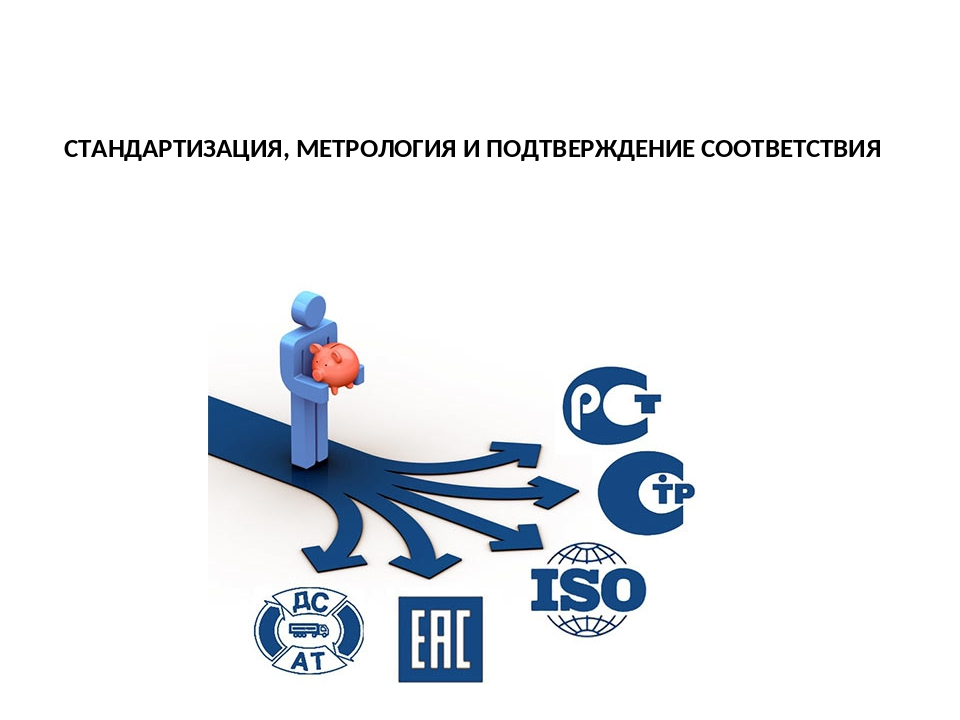 СТАНДАРТИЗАЦИЯ, МЕТРОЛОГИЯ И ПОДТВЕРЖДЕНИЕ СООТВЕТСТВИЯ
РСТ
СТР
ISO
ДС
АТ
ЕАС